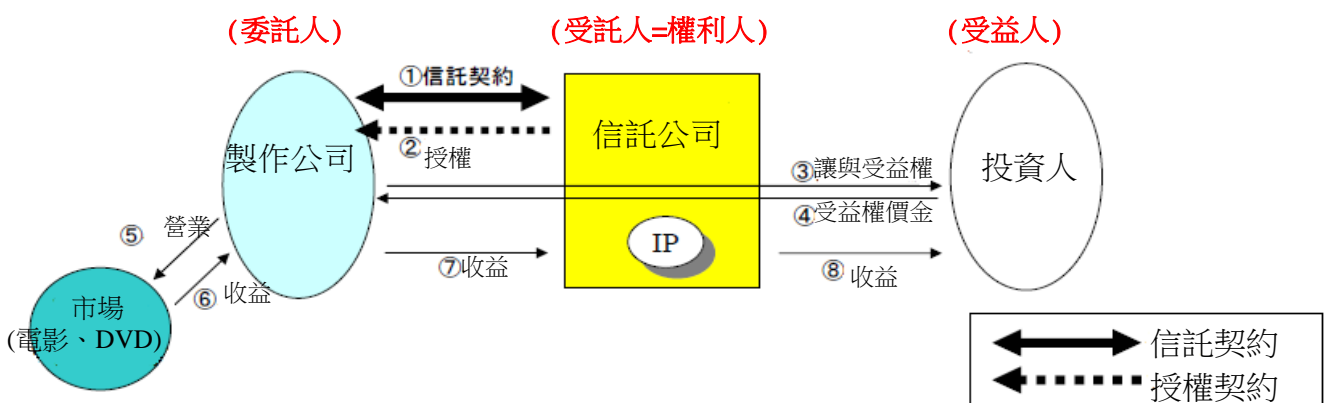 (委託人)
(受託人=權利人)
(受益人)
①信託契約
②授權
製作公司
信託公司
投資人
③讓與受益權
④受益權價金
⑤ 營業
⑥收益
IP
⑦收益
⑧ 收益
市場
(電影、DVD)
信託契約
授權契約